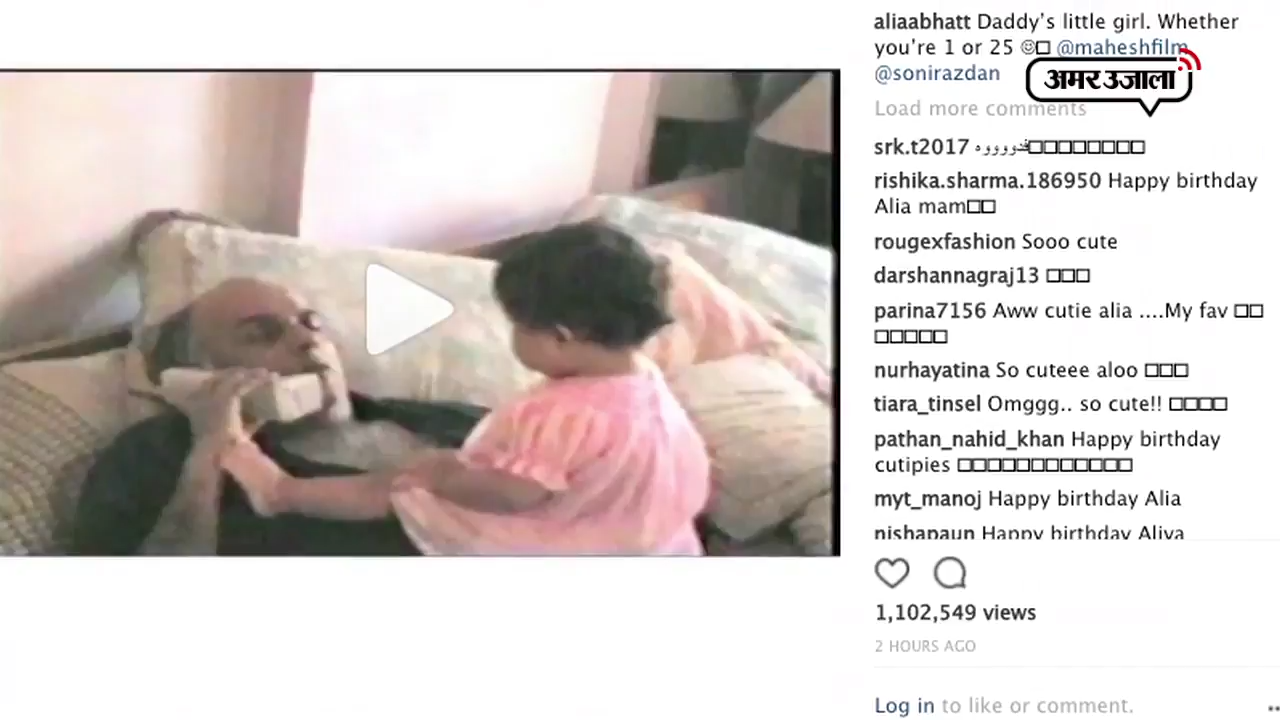 aliaabhatt Daddy's little girl. Whether
you're 1 or 25 @maheshfilm
@sonirazdan
अमर उजाला
Load more comments
srk.t2017
rishika.sharma.186950 Happy birthday
Alia mam
rougexfashion Sooo cute
darshannagraj13
parina7156 Aww cutie alia ....My fav
nurhayatina So cuteee aloo
tiara_tinsel Omggg.. so cute!!
pathan_nahid_khan Happy birthday
cutipies
myt_manoj Happy birthday Alia
nishapaun Happy birthday Aliya
1,102,549 views
2 HOURS AGO
Log in to like or comment.